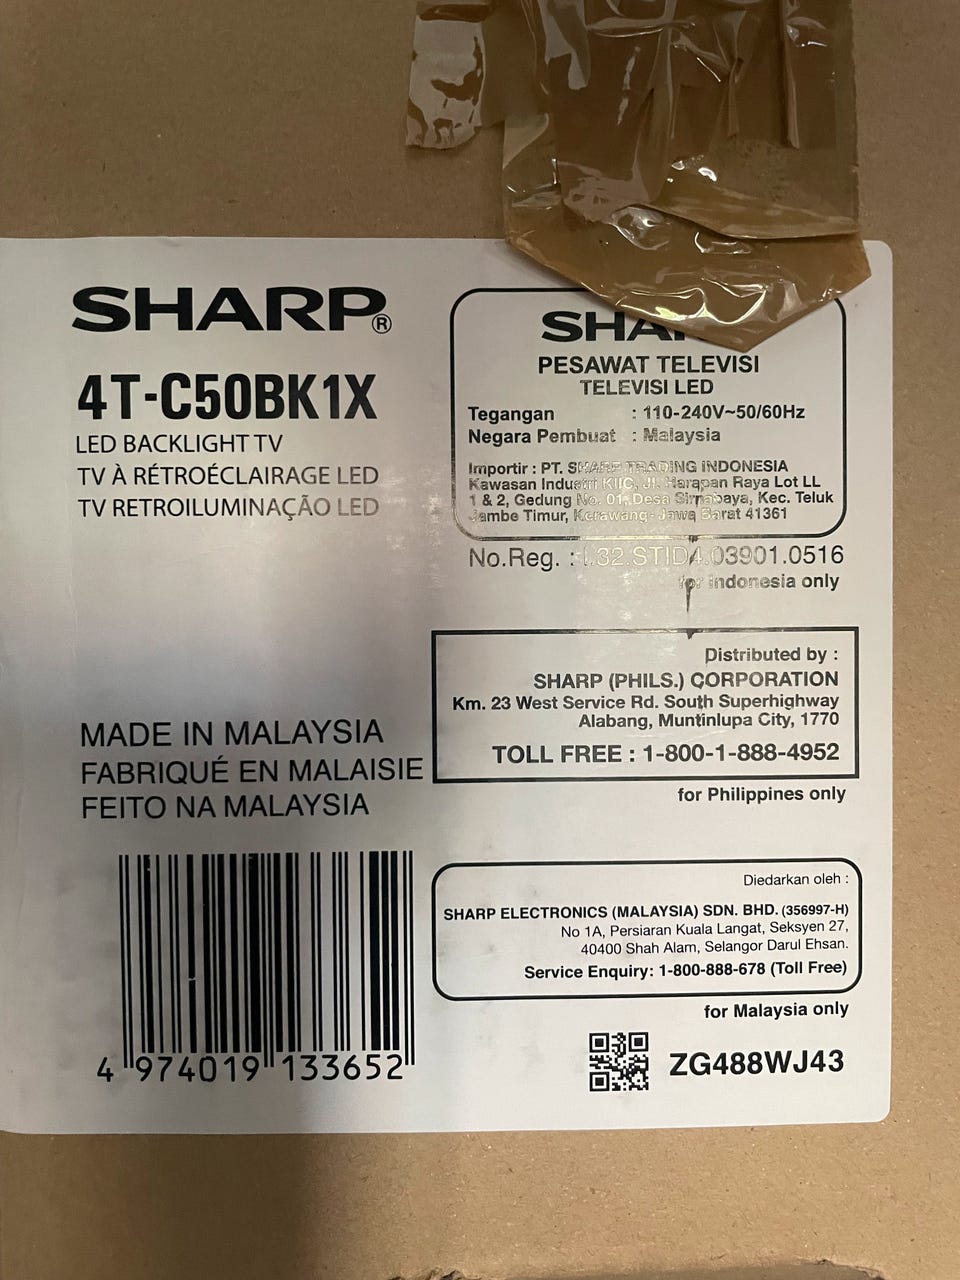 SHARP®
4T-C50BK1X
LED BACKLIGHT TV
TV À RÉTROÉCLAIRAGE LED
TV RETROILUMINAÇÃO LED
MADE IN MALAYSIA
FABRIQUÉ EN MALAISIE
FEITO NA MALAYSIA
4 974019 133652
PESAWAT TELEVISI
TELEVISI LED
Tegangan : 110-240V~50/60Hz
Negara Pembuat : Malaysia
Importir : PT. SHARP TRADING INDONESIA
Kawasan Industri KIIC, Jl. Harapan Raya Lot LL
1 & 2, Gedung No. 01, Desa Sirnabaya, Kec. Teluk
Jambe Timur, Karawang - Jawa Barat 41361
No.Reg. : I.32.STID4.03901.0516
for Indonesia only
Distributed by :
SHARP (PHILS.) CORPORATION
Km. 23 West Service Rd. South Superhighway
Alabang, Muntinlupa City, 1770
TOLL FREE : 1-800-1-888-4952
for Philippines only
Diedarkan oleh :
SHARP ELECTRONICS (MALAYSIA) SDN. BHD. (356997-H)
No 1A, Persiaran Kuala Langat, Seksyen 27,
40400 Shah Alam, Selangor Darul Ehsan.
Service Enquiry: 1-800-888-678 (Toll Free)
for Malaysia only
ZG488WJ43